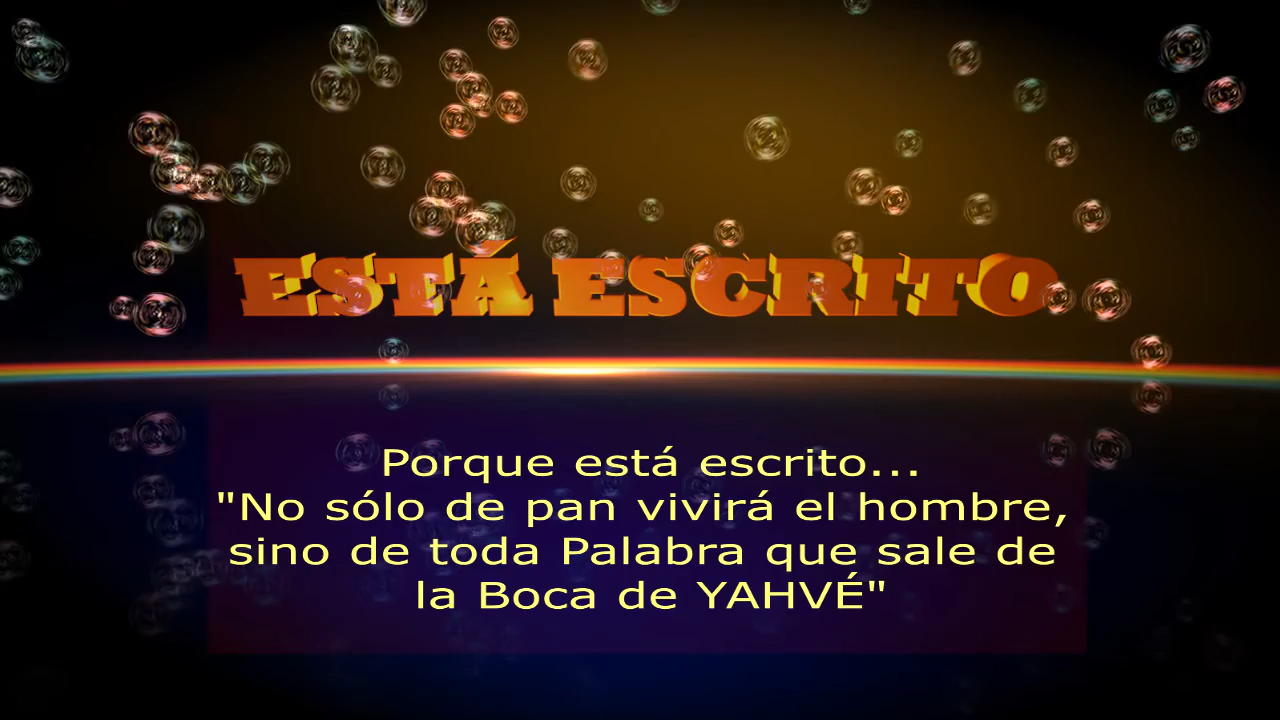 ESTÁ ESCRITO
Porque está escrito...
"No sólo de pan vivirá el hombre,
sino de toda Palabra que sale de
la Boca de YAHVÉ"